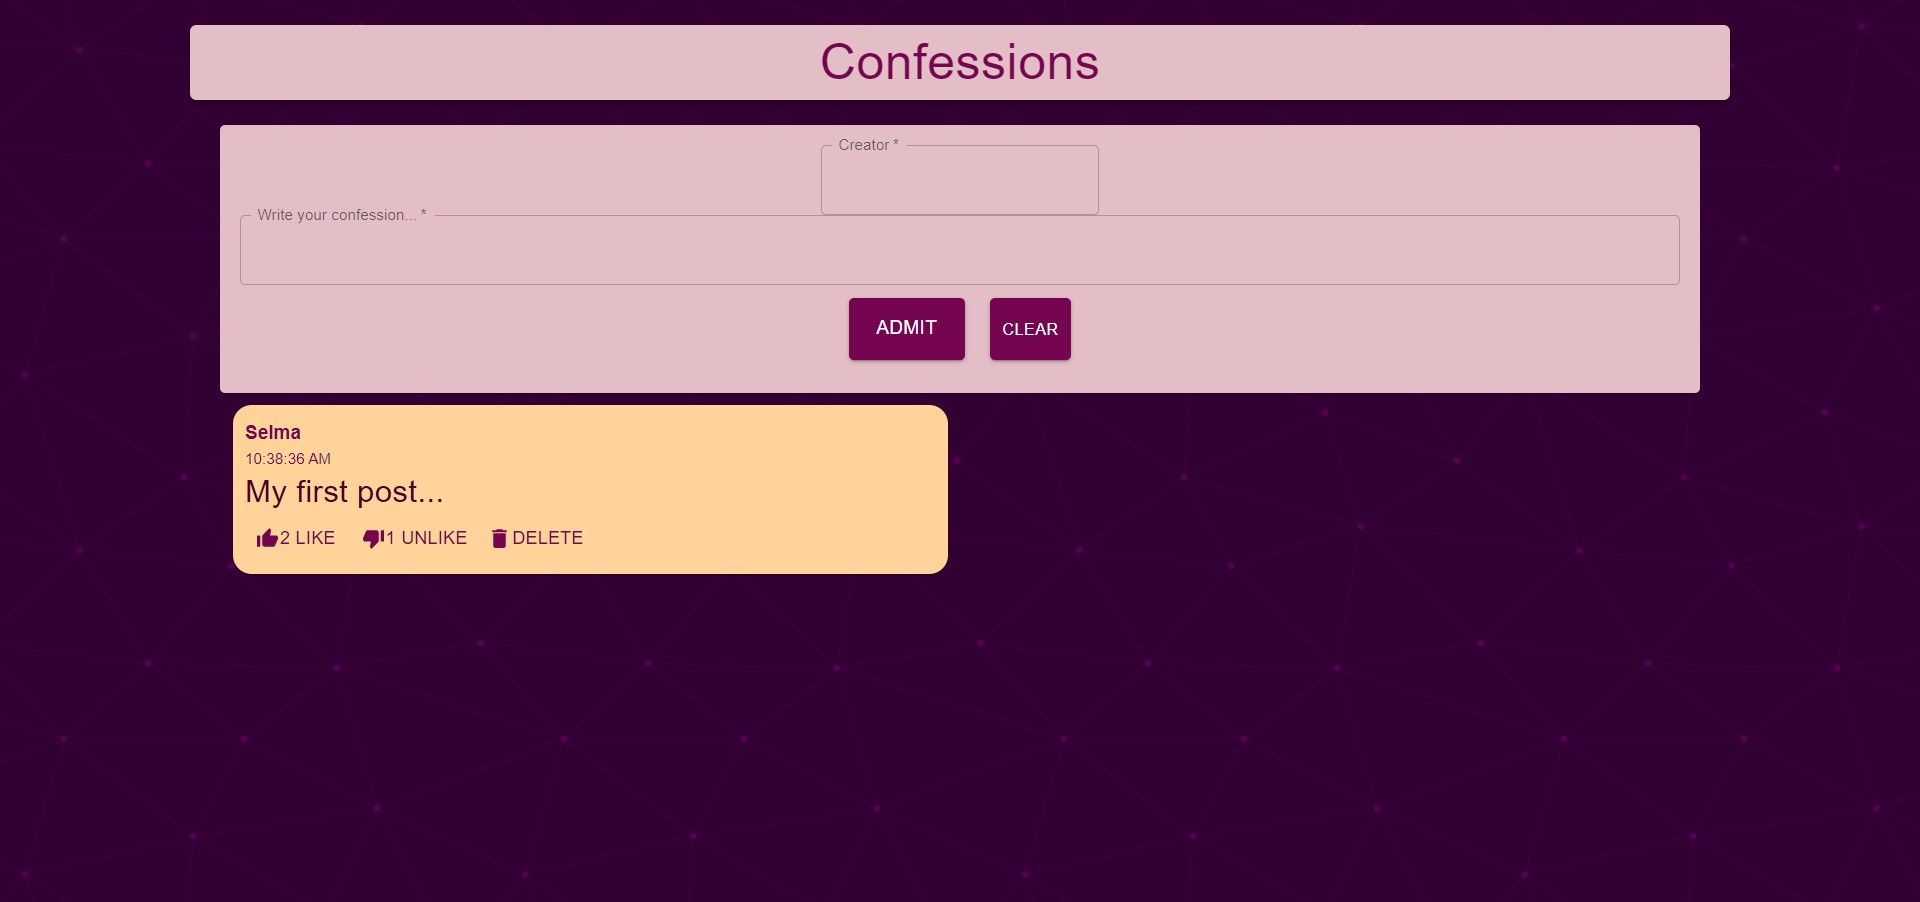 Confessions
Creator *
Write your confession... *
ADMIT CLEAR
Selma
10:38:36 AM
My first post...
2 LIKE 1 UNLIKE DELETE